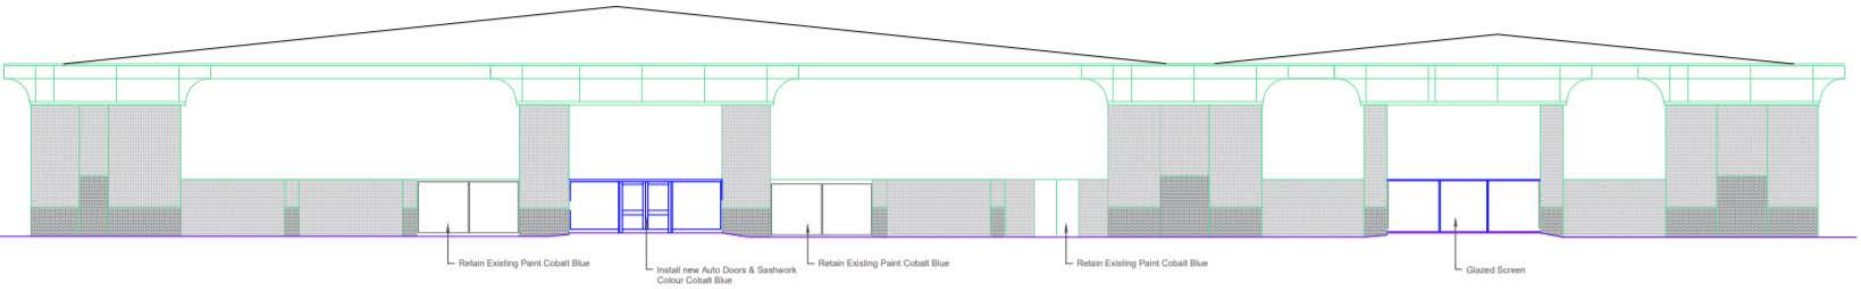 Retain Existing Paint Cobalt Blue
Install new Auto Doors & Sashwork
Colour Cobalt Blue
Retain Existing Paint Cobalt Blue
Retain Existing Paint Cobalt Blue
Glazed Screen